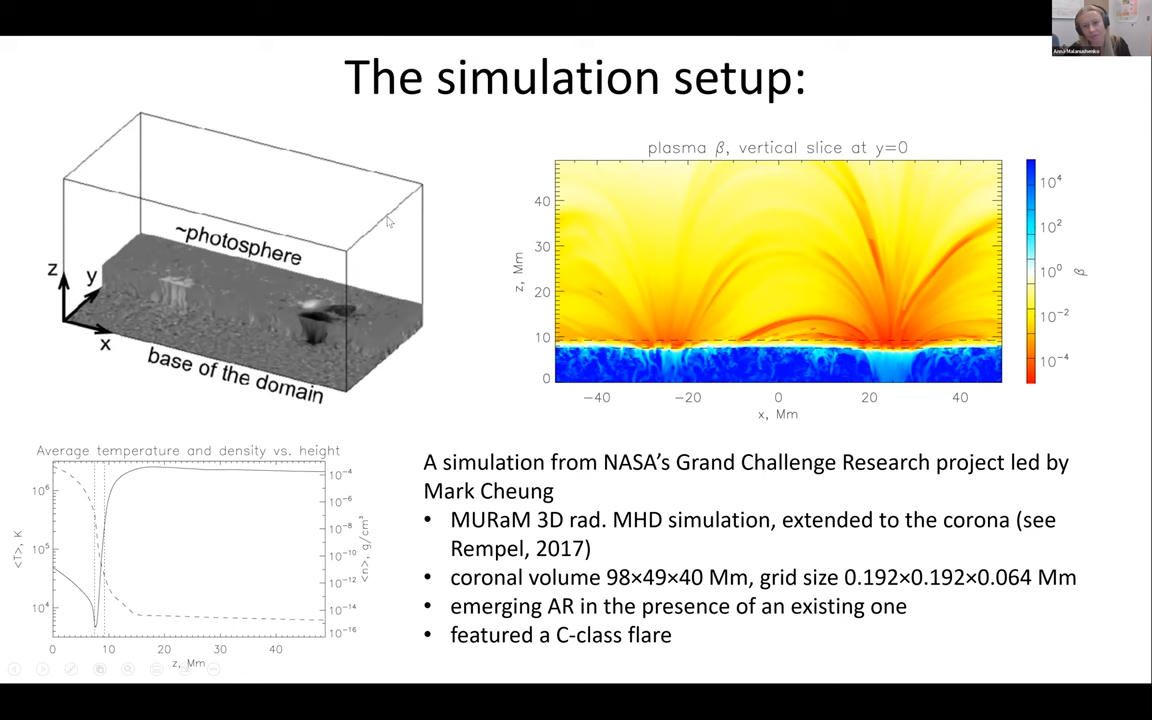 Anna Malanushenko
The simulation setup:
~photosphere
z
y
x
base of the domain
plasma β, vertical slice at y=0
z, Mm
40
30
20
10
0
−40
−20
0
20
40
x, Mm
10⁴
10²
10⁰
10⁻²
10⁻⁴
β
Average temperature and density vs. height
<T>, K
10⁶
10⁵
10⁴
0
10
20
30
40
z, Mm
10⁻⁴
10⁻⁶
10⁻⁸
10⁻¹⁰
10⁻¹²
10⁻¹⁴
10⁻¹⁶
<n>, g/cm³
A simulation from NASA’s Grand Challenge Research project led by
Mark Cheung
• MURaM 3D rad. MHD simulation, extended to the corona (see
Rempel, 2017)
• coronal volume 98×49×40 Mm, grid size 0.192×0.192×0.064 Mm
• emerging AR in the presence of an existing one
• featured a C-class flare